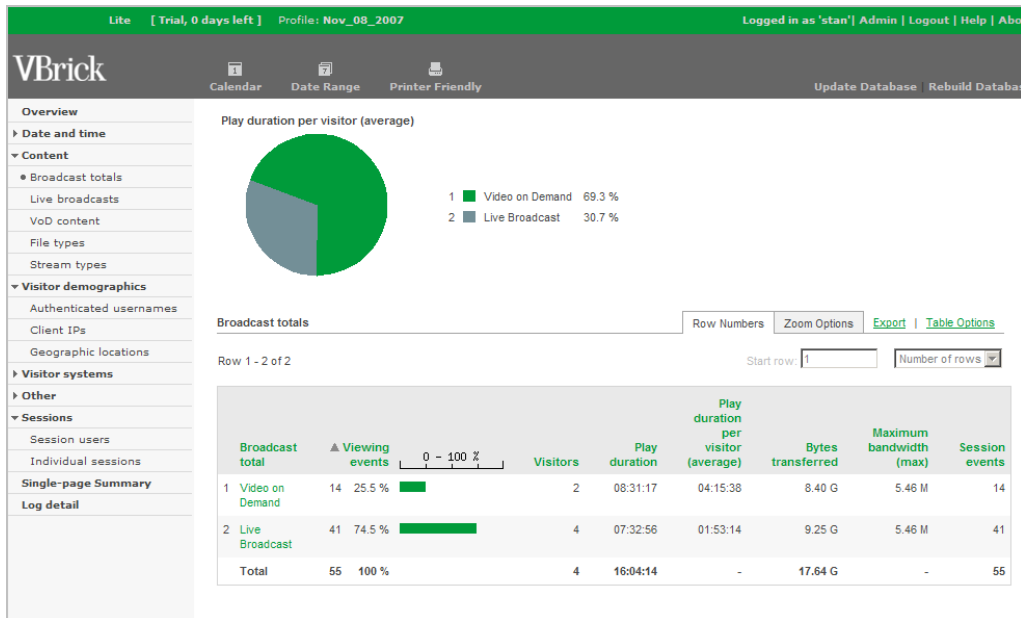 Lite [ Trial, 0 days left ] Profile: Nov_08_2007 Logged in as 'stan'| Admin | Logout | Help | Abo
VBrick
1 7
Calendar Date Range Printer Friendly Update Database Rebuild Databas
Overview
Date and time
Content
Broadcast totals
Live broadcasts
VoD content
File types
Stream types
Visitor demographics
Authenticated usernames
Client IPs
Geographic locations
Visitor systems
Other
Sessions
Session users
Individual sessions
Single-page Summary
Log detail
Play duration per visitor (average)
1 Video on Demand 69.3 %
2 Live Broadcast 30.7 %
Broadcast totals Row Numbers Zoom Options Export | Table Options
Row 1 - 2 of 2 Start row: 1 Number of rows
Broadcast total Viewing events 0 - 100 % Visitors Play duration Play duration per visitor (average) Bytes transferred Maximum bandwidth (max) Session events
1 Video on Demand 14 25.5 % 2 08:31:17 04:15:38 8.40 G 5.46 M 14
2 Live Broadcast 41 74.5 % 4 07:32:56 01:53:14 9.25 G 5.46 M 41
Total 55 100 % 4 16:04:14 - 17.64 G - 55